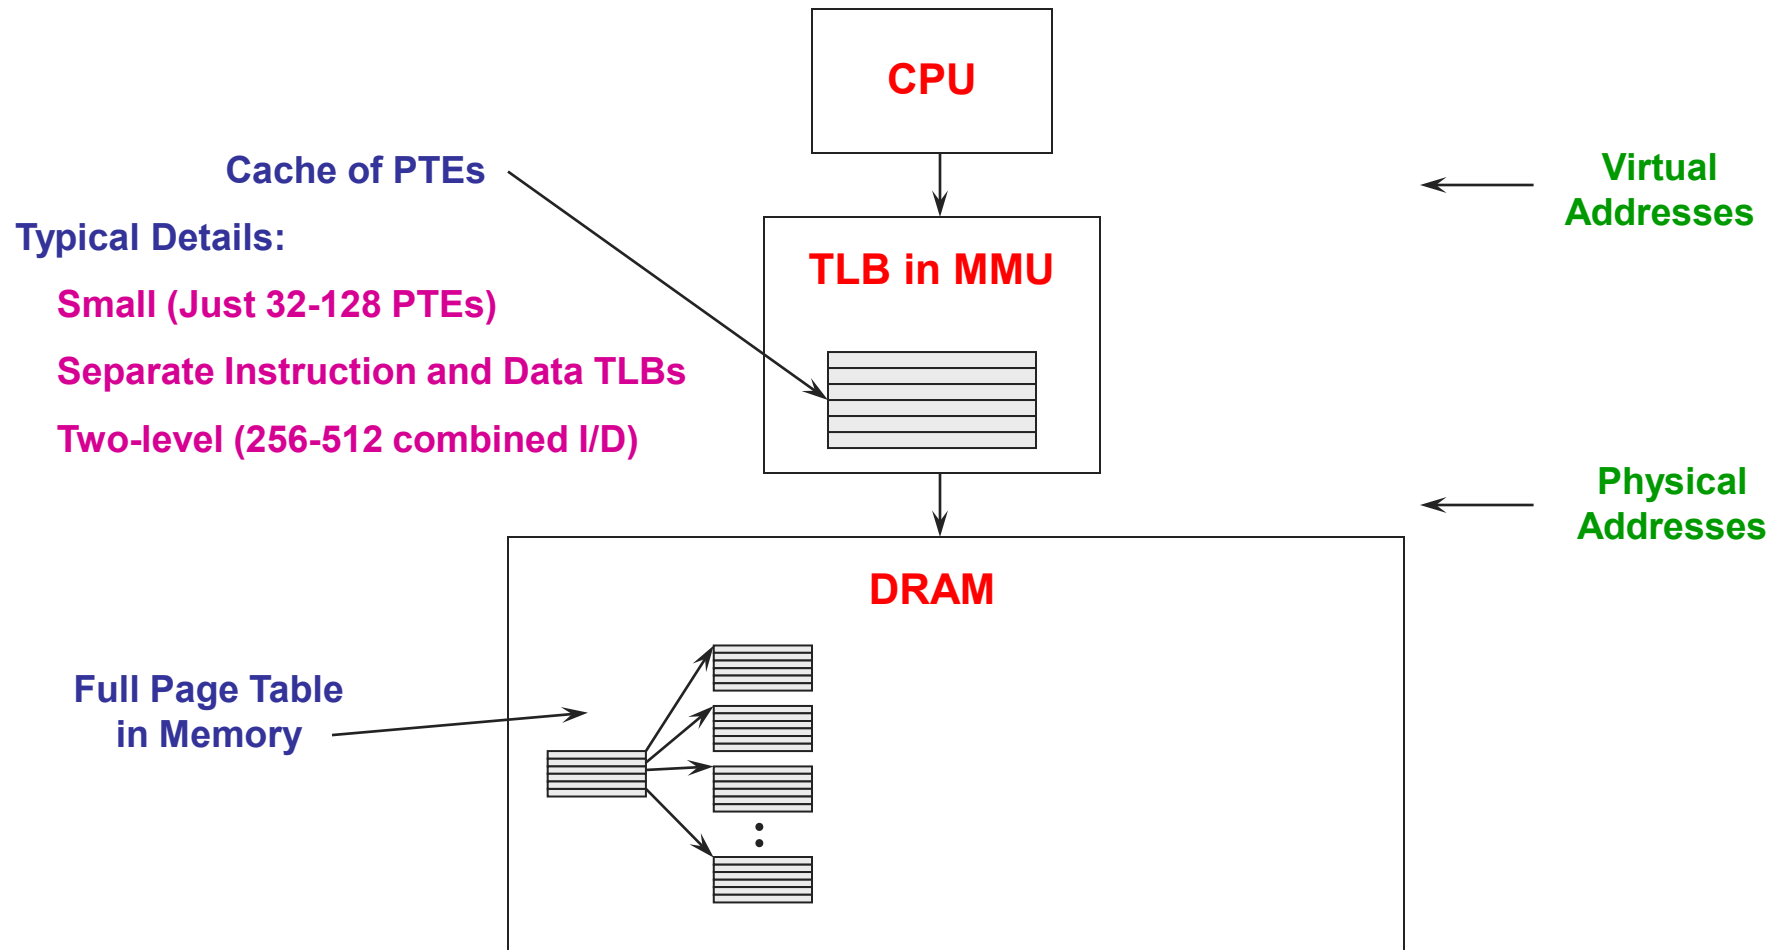 CPU
Cache of PTEs
Virtual
Addresses
Typical Details:
TLB in MMU
Small (Just 32-128 PTEs)
Separate Instruction and Data TLBs
Two-level (256-512 combined I/D)
Physical
Addresses
DRAM
Full Page Table
in Memory